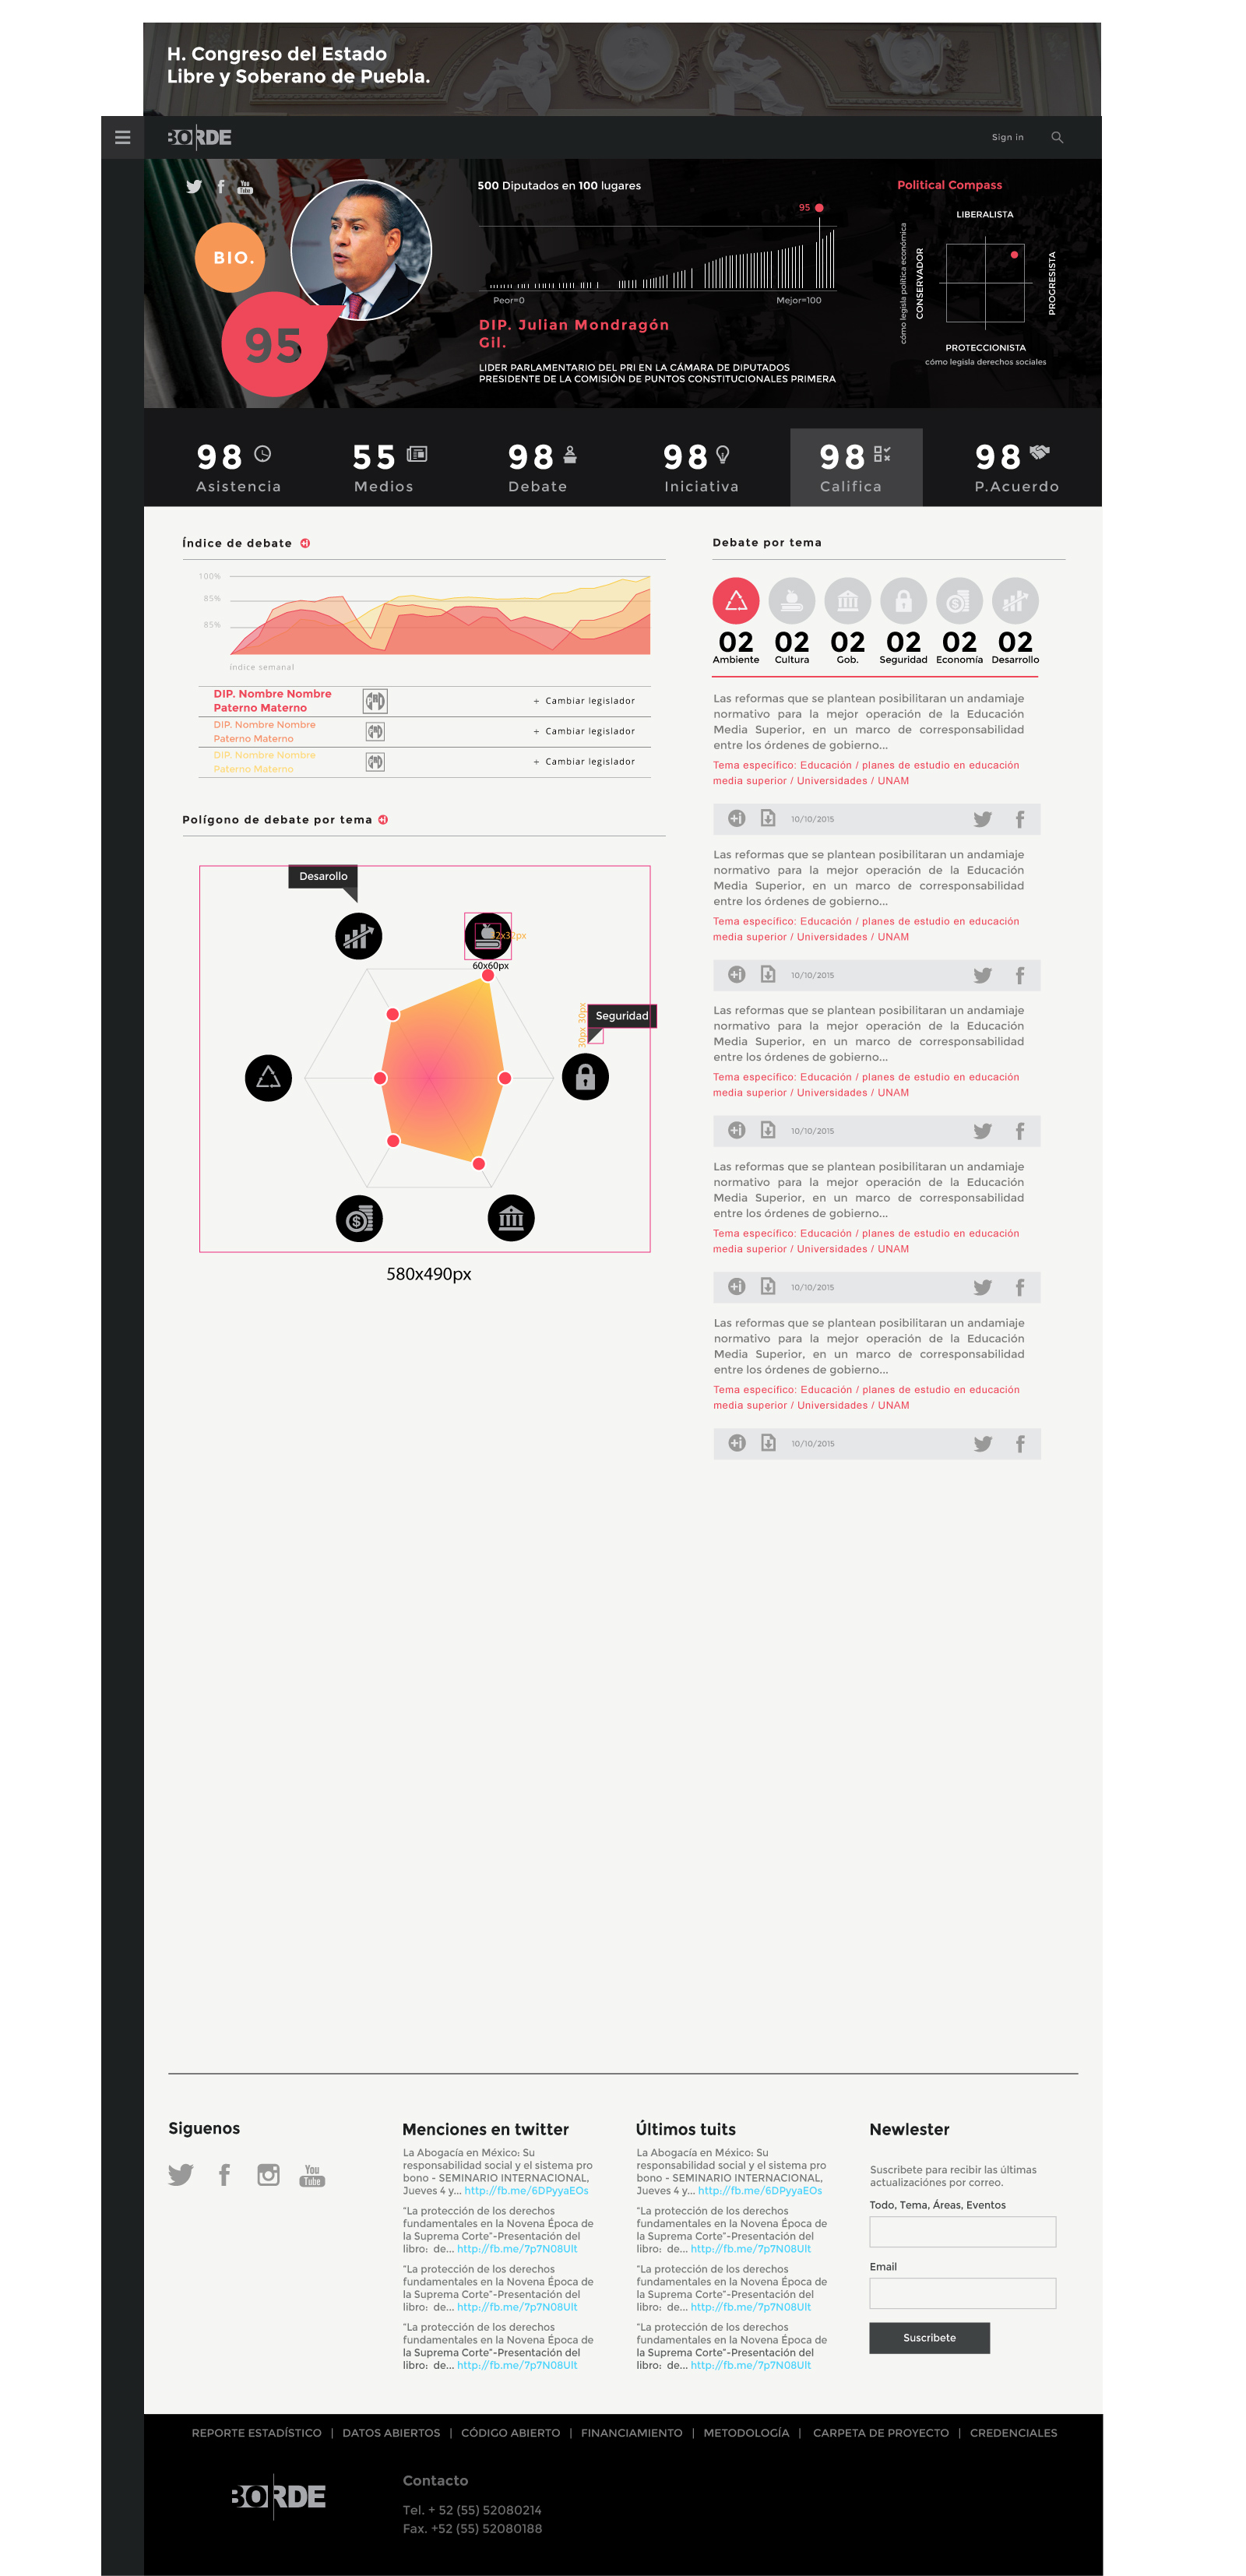 H. Congreso del Estado
Libre y Soberano de Puebla.
BORDE
Sign in
You
Tube
BIO.
95
500 Diputados en 100 lugares
95
Peor=0
Mejor=100
DIP. Julian Mondragón
Gil.
LIDER PARLAMENTARIO DEL PRI EN LA CÁMARA DE DIPUTADOS
PRESIDENTE DE LA COMISIÓN DE PUNTOS CONSTITUCIONALES PRIMERA
Political Compass
LIBERALISTA
cómo legisla política económica
CONSERVADOR
PROGRESISTA
PROTECCIONISTA
cómo legisla derechos sociales
98
Asistencia
55
Medios
98
Debate
98
Iniciativa
98
Califica
98
P.Acuerdo
Índice de debate +i
100%
85%
85%
índice semanal
DIP. Nombre Nombre
Paterno Materno
+ Cambiar legislador
DIP. Nombre Nombre
Paterno Materno
+ Cambiar legislador
DIP. Nombre Nombre
Paterno Materno
+ Cambiar legislador
Polígono de debate por tema +i
Desarollo
32x32px
60x60px
30px
30px
Seguridad
580x490px
Debate por tema
02 02 02 02 02 02
Ambiente Cultura Gob. Seguridad Economía Desarrollo
Las reformas que se plantean posibilitaran un andamiaje
normativo para la mejor operación de la Educación
Media Superior, en un marco de corresponsabilidad
entre los órdenes de gobierno...
Tema especifico: Educación / planes de estudio en educación
media superior / Universidades / UNAM
+i 10/10/2015
Las reformas que se plantean posibilitaran un andamiaje
normativo para la mejor operación de la Educación
Media Superior, en un marco de corresponsabilidad
entre los órdenes de gobierno...
Tema especifico: Educación / planes de estudio en educación
media superior / Universidades / UNAM
+i 10/10/2015
Las reformas que se plantean posibilitaran un andamiaje
normativo para la mejor operación de la Educación
Media Superior, en un marco de corresponsabilidad
entre los órdenes de gobierno...
Tema especifico: Educación / planes de estudio en educación
media superior / Universidades / UNAM
+i 10/10/2015
Las reformas que se plantean posibilitaran un andamiaje
normativo para la mejor operación de la Educación
Media Superior, en un marco de corresponsabilidad
entre los órdenes de gobierno...
Tema especifico: Educación / planes de estudio en educación
media superior / Universidades / UNAM
+i 10/10/2015
Las reformas que se plantean posibilitaran un andamiaje
normativo para la mejor operación de la Educación
Media Superior, en un marco de corresponsabilidad
entre los órdenes de gobierno...
Tema especifico: Educación / planes de estudio en educación
media superior / Universidades / UNAM
+i 10/10/2015
Siguenos
You
Tube
Menciones en twitter
La Abogacía en México: Su
responsabilidad social y el sistema pro
bono - SEMINARIO INTERNACIONAL,
Jueves 4 y... http://fb.me/6DPyyaEOs
"La protección de los derechos
fundamentales en la Novena Época de
la Suprema Corte"-Presentación del
libro: de... http://fb.me/7p7N08Ult
"La protección de los derechos
fundamentales en la Novena Época de
la Suprema Corte"-Presentación del
libro: de... http://fb.me/7p7N08Ult
"La protección de los derechos
fundamentales en la Novena Época de
la Suprema Corte"-Presentación del
libro: de... http://fb.me/7p7N08Ult
Últimos tuits
La Abogacía en México: Su
responsabilidad social y el sistema pro
bono - SEMINARIO INTERNACIONAL,
Jueves 4 y... http://fb.me/6DPyyaEOs
"La protección de los derechos
fundamentales en la Novena Época de
la Suprema Corte"-Presentación del
libro: de... http://fb.me/7p7N08Ult
"La protección de los derechos
fundamentales en la Novena Época de
la Suprema Corte"-Presentación del
libro: de... http://fb.me/7p7N08Ult
"La protección de los derechos
fundamentales en la Novena Época de
la Suprema Corte"-Presentación del
libro: de... http://fb.me/7p7N08Ult
Newlester
Suscribete para recibir las últimas
actualizaciónes por correo.
Todo, Tema, Áreas, Eventos
Email
Suscribete
REPORTE ESTADÍSTICO | DATOS ABIERTOS | CÓDIGO ABIERTO | FINANCIAMIENTO | METODOLOGÍA | CARPETA DE PROYECTO | CREDENCIALES
BORDE
Contacto
Tel. + 52 (55) 52080214
Fax. +52 (55) 52080188